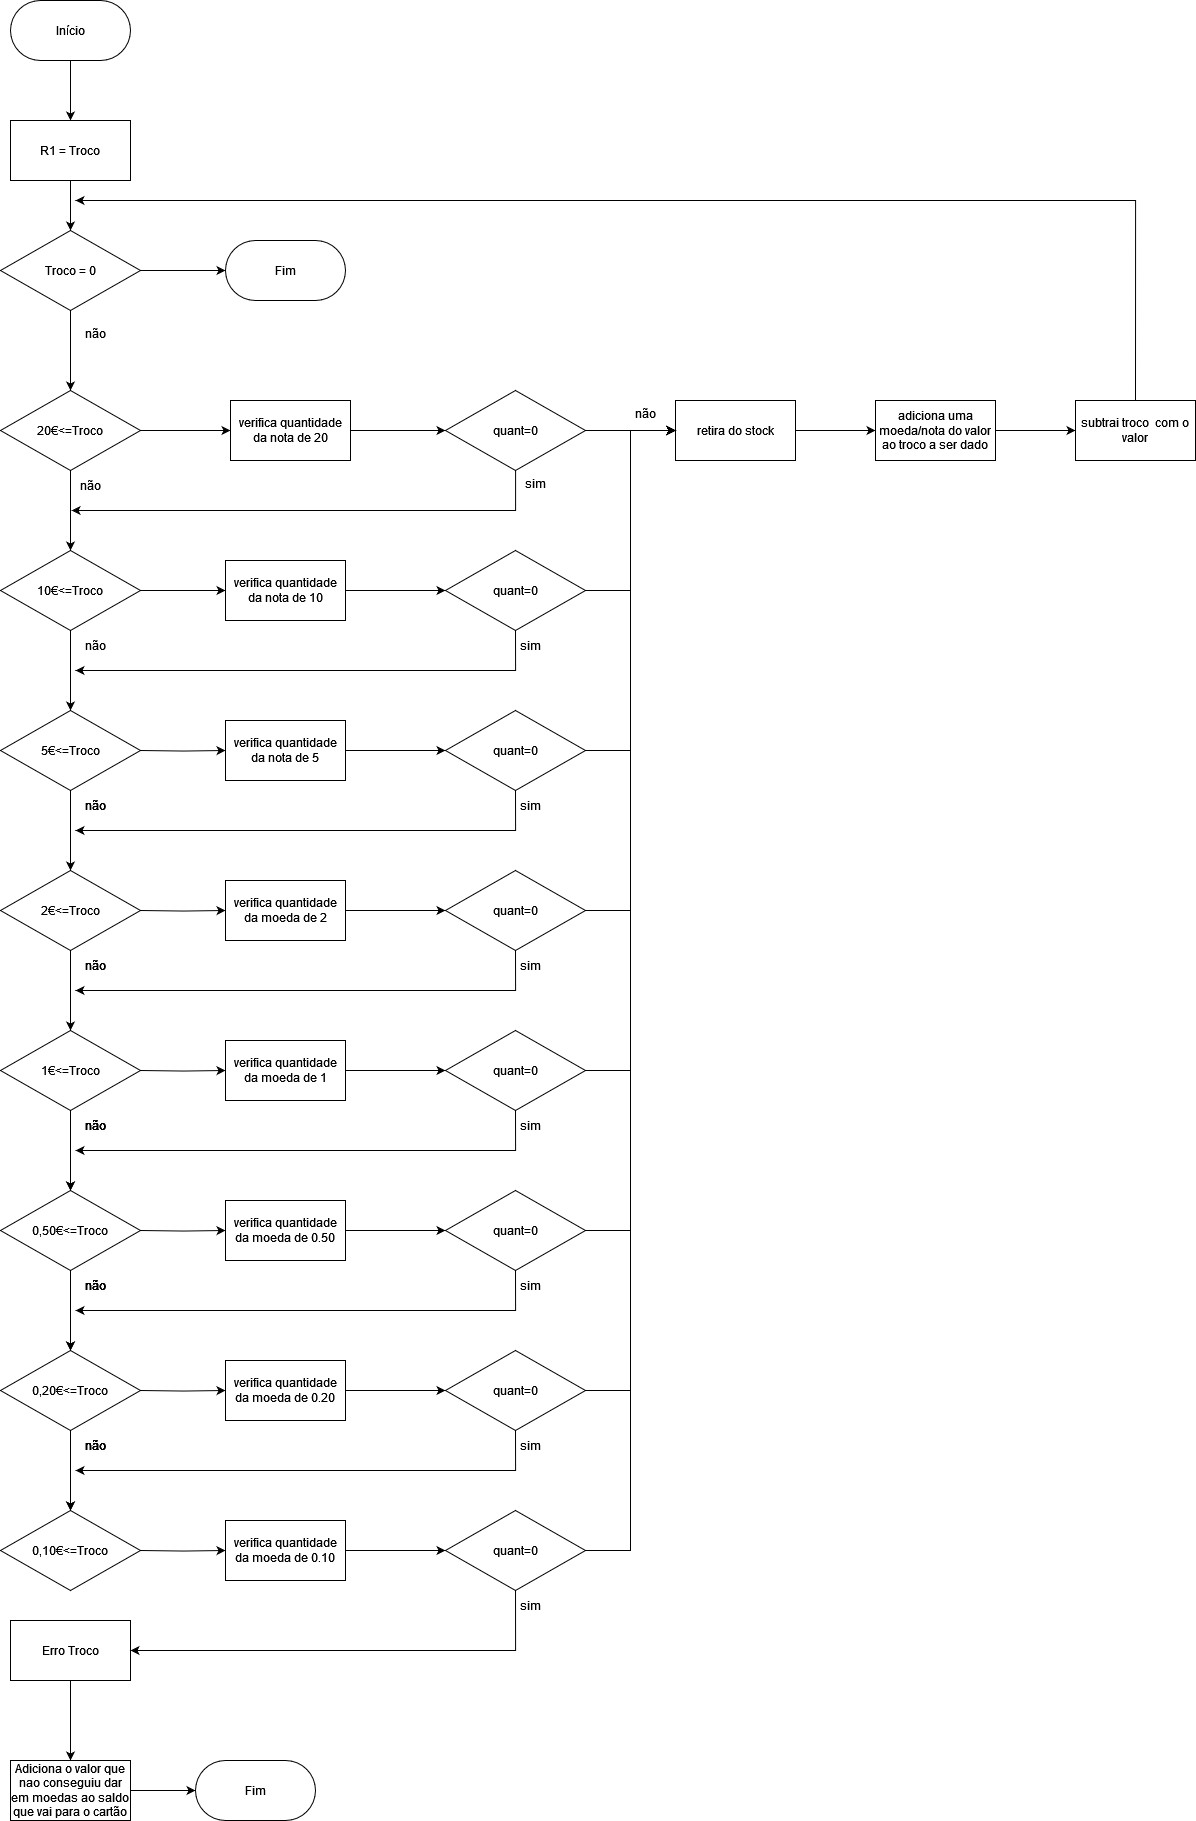 Início
R1 = Troco
Troco = 0
Fim
não
20€<=Troco
verifica quantidade
da nota de 20
quant=0
não
retira do stock
adiciona uma
moeda/nota do valor
ao troco a ser dado
subtrai troco  com o
valor
não
sim
10€<=Troco
verifica quantidade
da nota de 10
quant=0
não
sim
5€<=Troco
verifica quantidade
da nota de 5
quant=0
não
sim
2€<=Troco
verifica quantidade
da moeda de 2
quant=0
não
sim
1€<=Troco
verifica quantidade
da moeda de 1
quant=0
não
sim
0,50€<=Troco
verifica quantidade
da moeda de 0.50
quant=0
não
sim
0,20€<=Troco
verifica quantidade
da moeda de 0.20
quant=0
não
sim
0,10€<=Troco
verifica quantidade
da moeda de 0.10
quant=0
sim
Erro Troco
Adiciona o valor que
nao conseguiu dar
em moedas ao saldo
que vai para o cartão
Fim